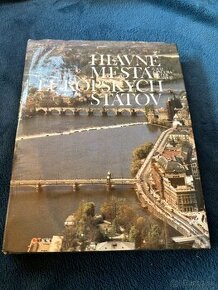 HLAVNÉ
MESTÁ
EURÓPSKYCH
ŠTÁTOV